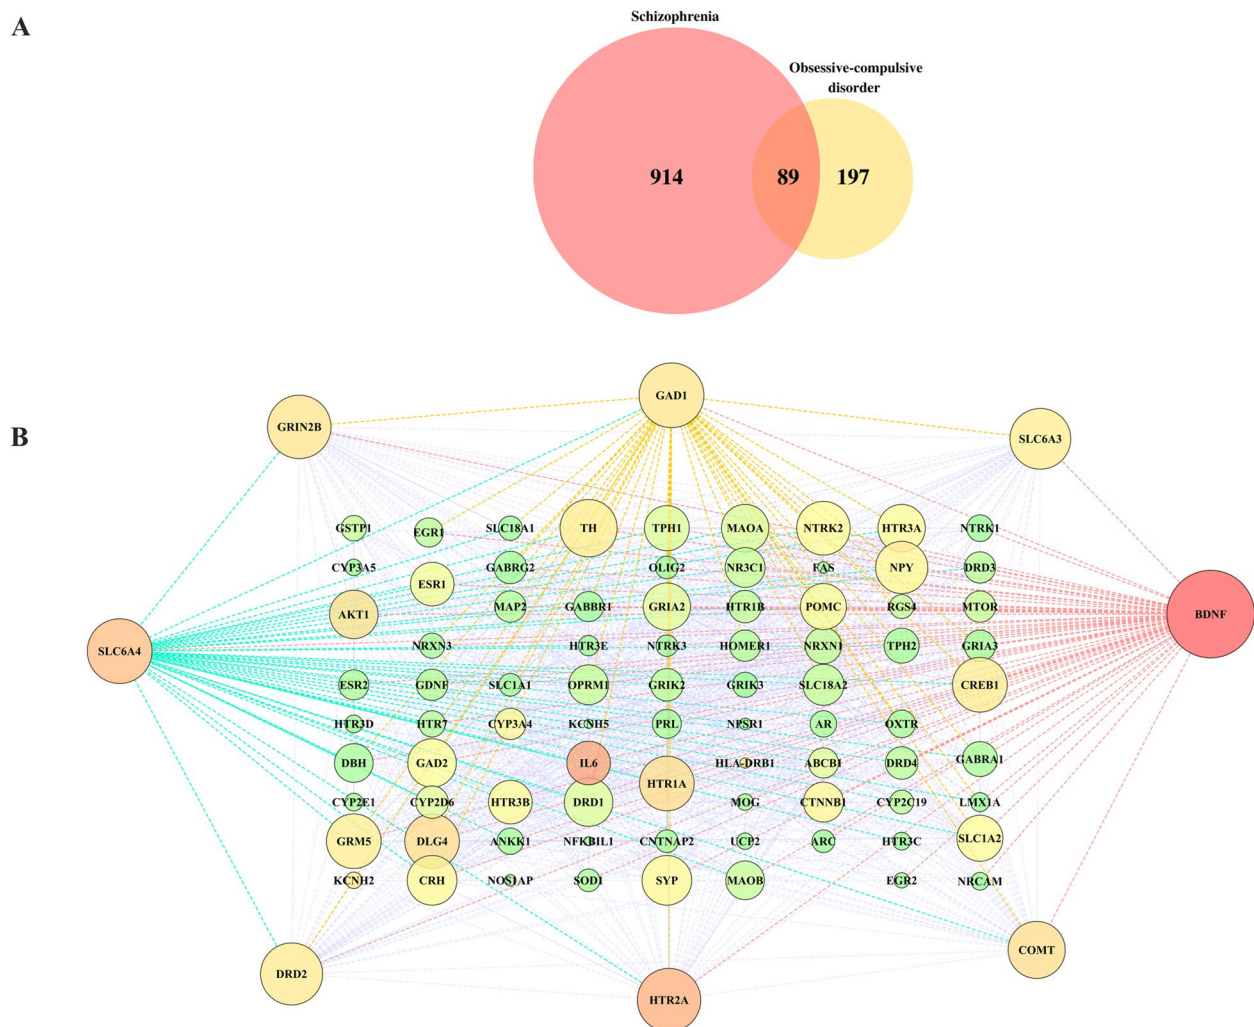 A
Schizophrenia
Obsessive-compulsive
disorder
914
89
197
B
GAD1
GRIN2B
SLC6A3
GSTP1
EGR1
SLC18A1
TH
TPH1
MAOA
NTRK2
HTR3A
NTRK1
CYP3A5
ESR1
GABRG2
OLIG2
NR3C1
FAS
NPY
DRD3
AKT1
MAP2
GABBR1
GRIA2
HTR1B
POMC
RGS4
MTOR
BDNF
SLC6A4
NRXN3
HTR3E
NTRK3
HOMER1
NRXN1
TPH2
GRIA3
ESR2
GDNF
SLC1A1
OPRM1
GRIK2
GRIK3
SLC18A2
CREB1
HTR3D
HTR7
CYP3A4
KCNH5
PRL
NPSR1
AR
OXTR
DBH
GAD2
IL6
HTR1A
HLA-DRB1
ABCB1
DRD4
GABRA1
CYP2E1
CYP2D6
HTR3B
DRD1
MOG
CTNNB1
CYP2C19
LMX1A
GRM5
DLG4
ANKK1
NFKBIL1
CNTNAP2
UCP2
ARC
HTR3C
SLC1A2
KCNH2
CRH
NOS1AP
SOD1
SYP
MAOB
EGR2
NRCAM
DRD2
HTR2A
COMT